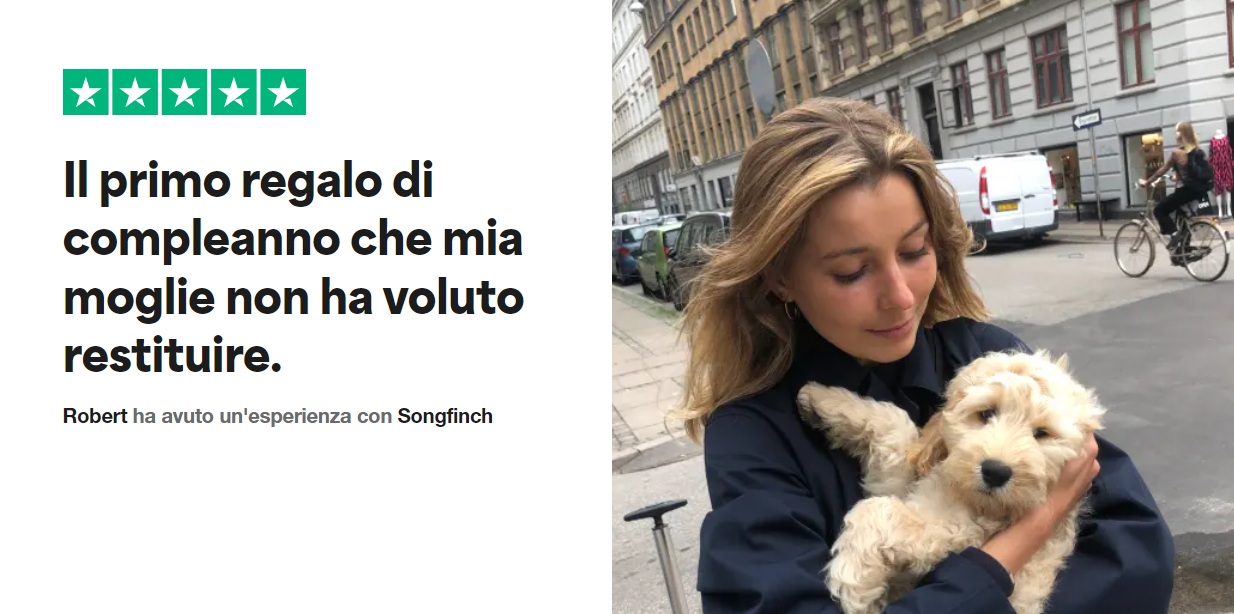 Il primo regalo di
compleanno che mia
moglie non ha voluto
restituire.
Robert ha avuto un'esperienza con Songfinch